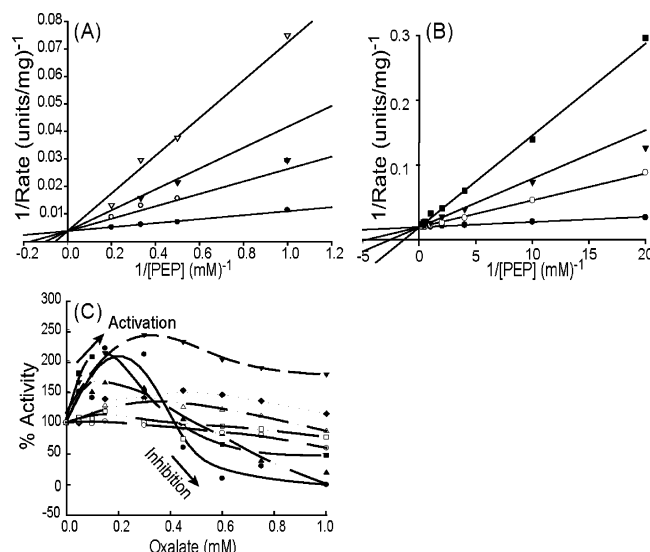 (A)
0.08
0.07
0.06
0.05
0.04
0.03
0.02
0.01
1/Rate (units/mg)-1
-0.2 0.0 0.2 0.4 0.6 0.8 1.0 1.2
1/[PEP] (mM)-1
(B)
0.3
0.2
0.1
1/Rate (units/mg)-1
-5 0 5 10 15 20
1/[PEP] (mM)-1
(C)
300
250
200
150
100
50
0
-50
% Activity
Activation
Inhibition
0.0 0.2 0.4 0.6 0.8 1.0
Oxalate (mM)